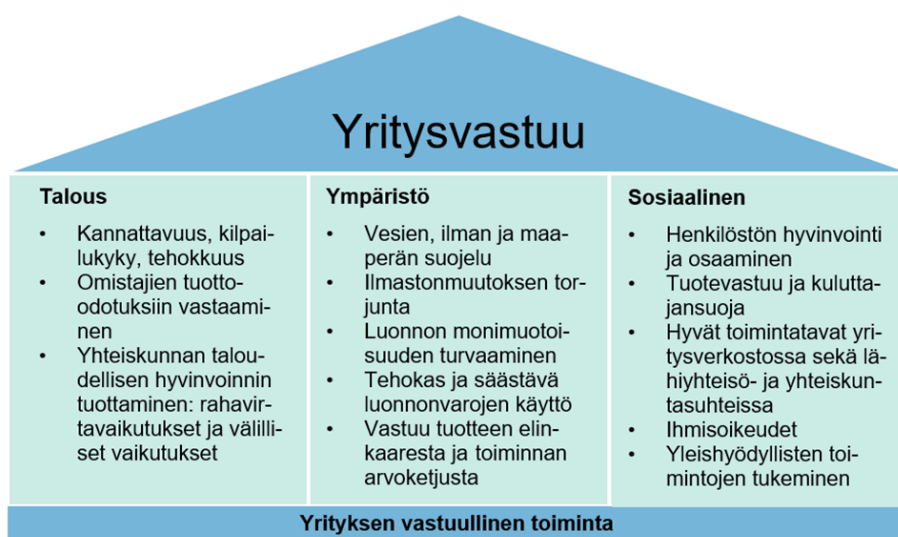 Yritysvastuu
Talous
• Kannattavuus, kilpai-
lukyky, tehokkuus
• Omistajien tuotto-
odotuksiin vastaami-
nen
• Yhteiskunnan talou-
dellisen hyvinvoinnin
tuottaminen: rahavir-
tavaikutukset ja välilli-
set vaikutukset
Ympäristö
• Vesien, ilman ja maa-
perän suojelu
• Ilmastonmuutoksen tor-
junta
• Luonnon monimuotoi-
suuden turvaaminen
• Tehokas ja säästävä
luonnonvarojen käyttö
• Vastuu tuotteen elin-
kaaresta ja toiminnan
arvoketjusta
Sosiaalinen
• Henkilöstön hyvinvointi
ja osaaminen
• Tuotevastuu ja kulutta-
jansuoja
• Hyvät toimintatavat yri-
tysverkostossa sekä lä-
hiyhteisö- ja yhteiskun-
tasuhteissa
• Ihmisoikeudet
• Yleishyödyllisten toi-
mintojen tukeminen
Yrityksen vastuullinen toiminta